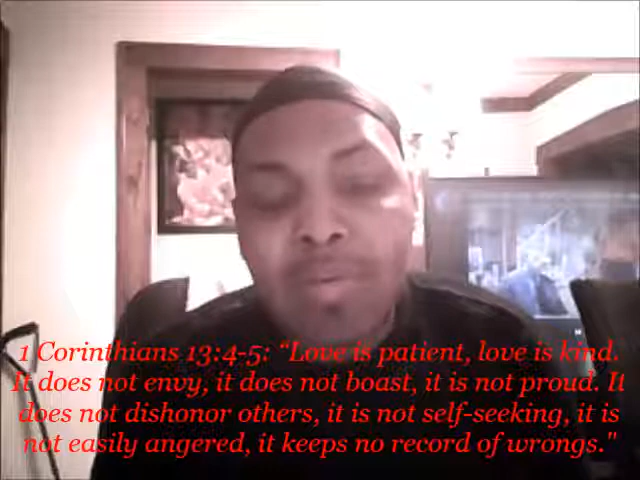 1 Corinthians 13:4-5: “Love is patient, love is kind.
It does not envy, it does not boast, it is not proud. It
does not dishonor others, it is not self-seeking, it is
not easily angered, it keeps no record of wrongs."